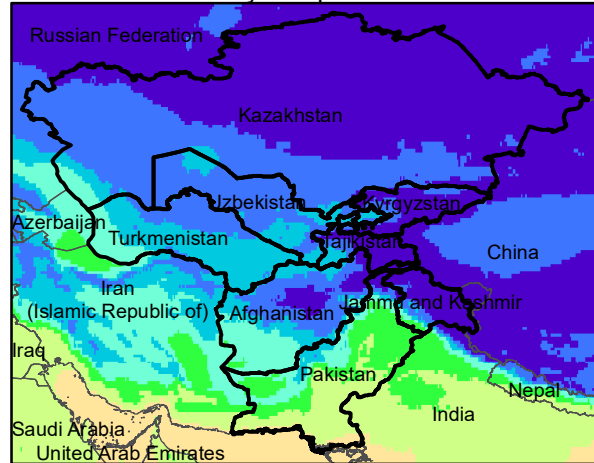 Russian Federation
Kazakhstan
Uzbekistan
Kyrgyzstan
Azerbaijan
Turkmenistan
Tajikistan
China
Iran
(Islamic Republic of)
Afghanistan
Jammu and Kashmir
Iraq
Pakistan
Nepal
India
Saudi Arabia
United Arab Emirates